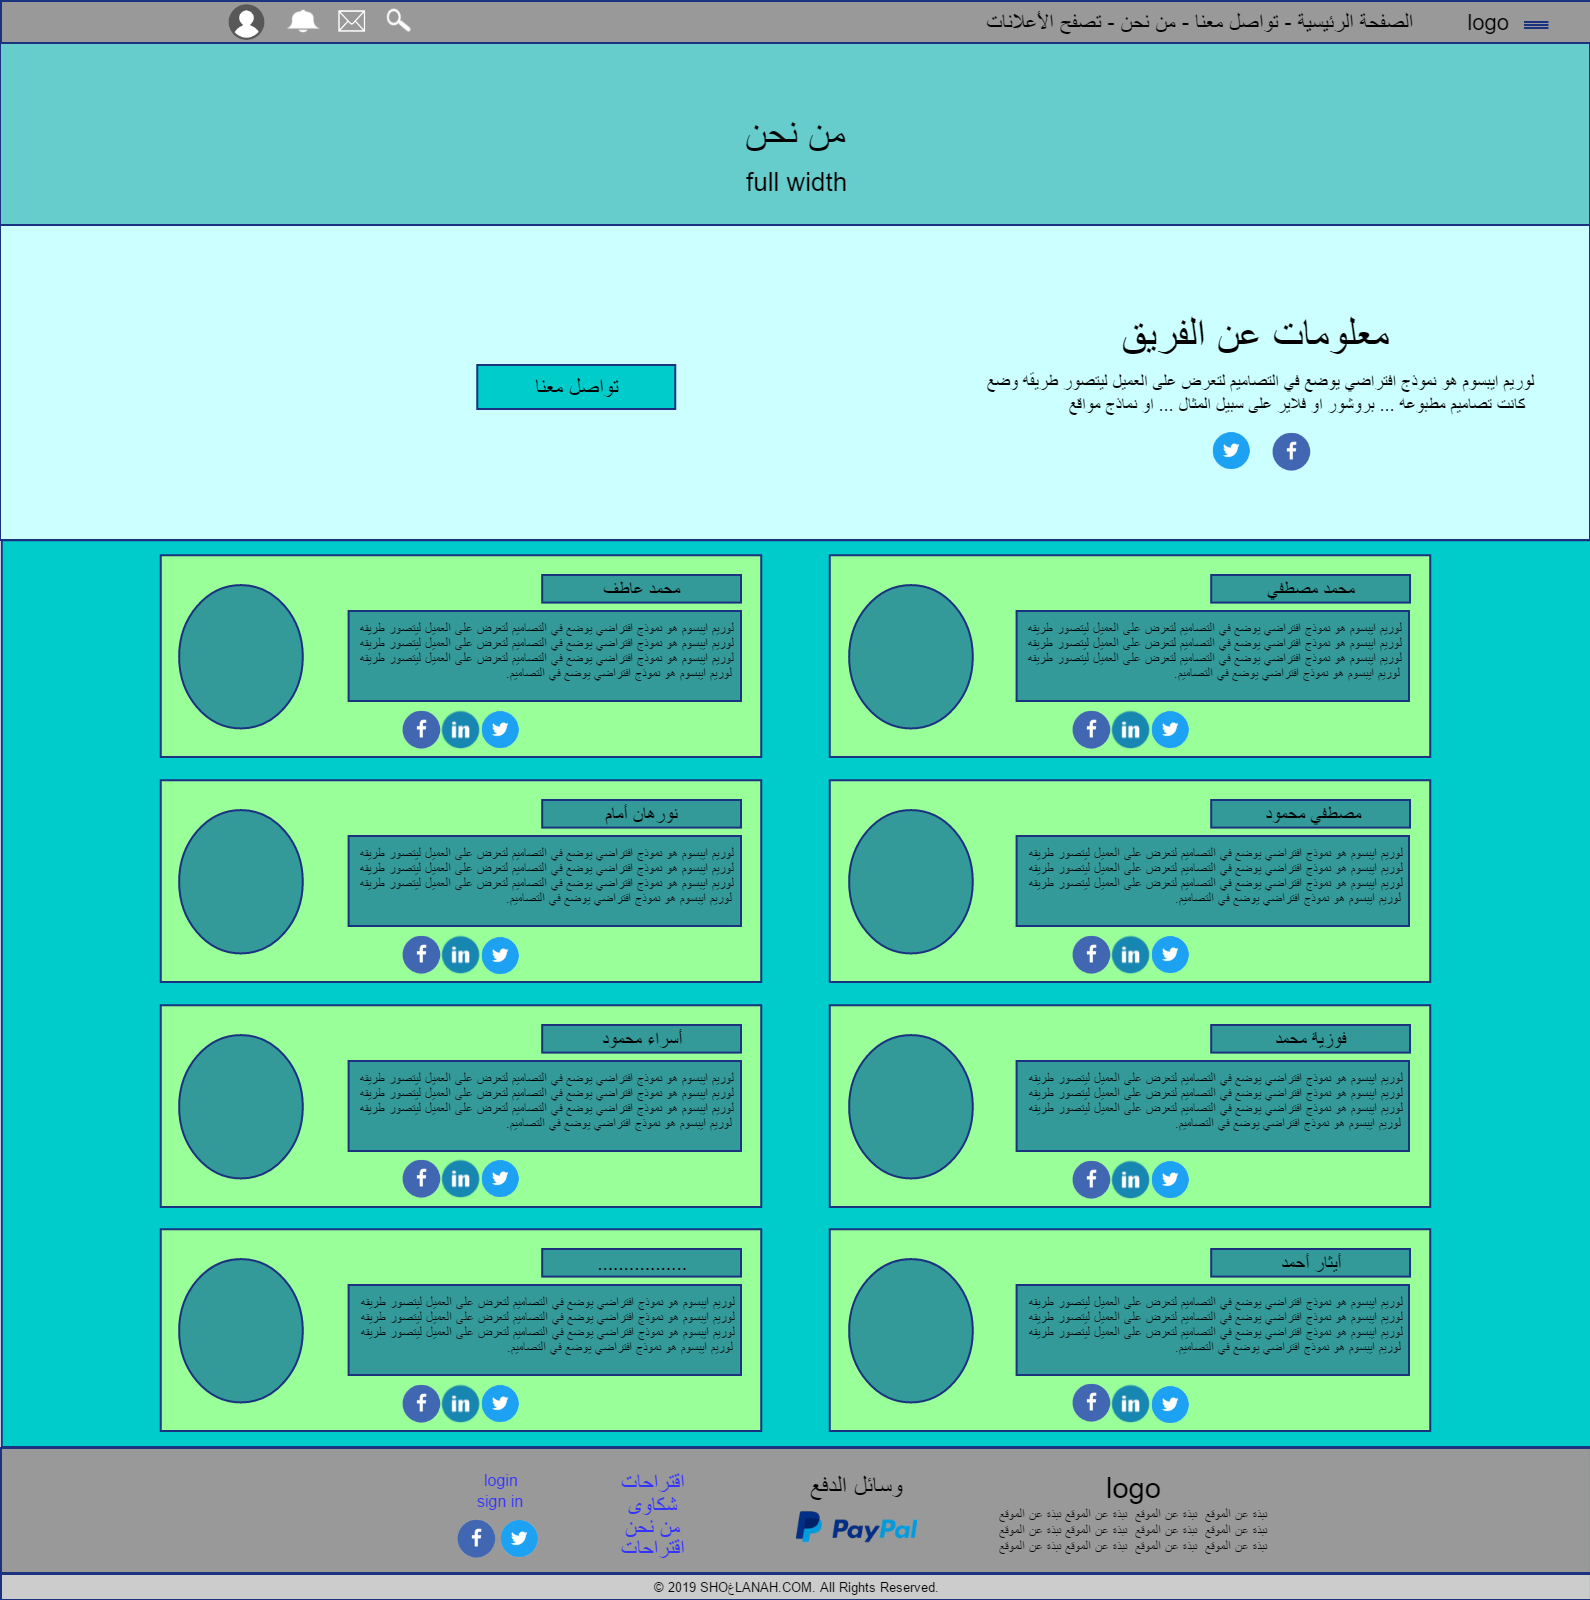 logo
الصفحة الرئيسية - تواصل معنا - من نحن - تصفح الأعلانات
من نحن
full width
معلومات عن الفريق
لوريم ايبسوم هو نموذج افتراضي يوضع في التصاميم لتعرض على العميل ليتصور طريقه وضع
كانت تصاميم مطبوعه ... بروشور او فلاير على سبيل المثال ... او نماذج مواقع
تواصل معنا
محمد مصطفي
لوريم ايبسوم هو نموذج افتراضي يوضع في التصاميم لتعرض على العميل ليتصور طريقه
لوريم ايبسوم هو نموذج افتراضي يوضع في التصاميم لتعرض على العميل ليتصور طريقه
لوريم ايبسوم هو نموذج افتراضي يوضع في التصاميم لتعرض على العميل ليتصور طريقه
لوريم ايبسوم هو نموذج افتراضي يوضع في التصاميم.
محمد عاطف
لوريم ايبسوم هو نموذج افتراضي يوضع في التصاميم لتعرض على العميل ليتصور طريقه
لوريم ايبسوم هو نموذج افتراضي يوضع في التصاميم لتعرض على العميل ليتصور طريقه
لوريم ايبسوم هو نموذج افتراضي يوضع في التصاميم لتعرض على العميل ليتصور طريقه
لوريم ايبسوم هو نموذج افتراضي يوضع في التصاميم.
مصطفي محمود
لوريم ايبسوم هو نموذج افتراضي يوضع في التصاميم لتعرض على العميل ليتصور طريقه
لوريم ايبسوم هو نموذج افتراضي يوضع في التصاميم لتعرض على العميل ليتصور طريقه
لوريم ايبسوم هو نموذج افتراضي يوضع في التصاميم لتعرض على العميل ليتصور طريقه
لوريم ايبسوم هو نموذج افتراضي يوضع في التصاميم.
نورهان أمام
لوريم ايبسوم هو نموذج افتراضي يوضع في التصاميم لتعرض على العميل ليتصور طريقه
لوريم ايبسوم هو نموذج افتراضي يوضع في التصاميم لتعرض على العميل ليتصور طريقه
لوريم ايبسوم هو نموذج افتراضي يوضع في التصاميم لتعرض على العميل ليتصور طريقه
لوريم ايبسوم هو نموذج افتراضي يوضع في التصاميم.
فوزية محمد
لوريم ايبسوم هو نموذج افتراضي يوضع في التصاميم لتعرض على العميل ليتصور طريقه
لوريم ايبسوم هو نموذج افتراضي يوضع في التصاميم لتعرض على العميل ليتصور طريقه
لوريم ايبسوم هو نموذج افتراضي يوضع في التصاميم لتعرض على العميل ليتصور طريقه
لوريم ايبسوم هو نموذج افتراضي يوضع في التصاميم.
أسراء محمود
لوريم ايبسوم هو نموذج افتراضي يوضع في التصاميم لتعرض على العميل ليتصور طريقه
لوريم ايبسوم هو نموذج افتراضي يوضع في التصاميم لتعرض على العميل ليتصور طريقه
لوريم ايبسوم هو نموذج افتراضي يوضع في التصاميم لتعرض على العميل ليتصور طريقه
لوريم ايبسوم هو نموذج افتراضي يوضع في التصاميم.
أيثار أحمد
لوريم ايبسوم هو نموذج افتراضي يوضع في التصاميم لتعرض على العميل ليتصور طريقه
لوريم ايبسوم هو نموذج افتراضي يوضع في التصاميم لتعرض على العميل ليتصور طريقه
لوريم ايبسوم هو نموذج افتراضي يوضع في التصاميم لتعرض على العميل ليتصور طريقه
لوريم ايبسوم هو نموذج افتراضي يوضع في التصاميم.
.................
لوريم ايبسوم هو نموذج افتراضي يوضع في التصاميم لتعرض على العميل ليتصور طريقه
لوريم ايبسوم هو نموذج افتراضي يوضع في التصاميم لتعرض على العميل ليتصور طريقه
لوريم ايبسوم هو نموذج افتراضي يوضع في التصاميم لتعرض على العميل ليتصور طريقه
لوريم ايبسوم هو نموذج افتراضي يوضع في التصاميم.
logo
نبذه عن الموقع نبذه عن الموقع نبذه عن الموقع نبذه عن الموقع
نبذه عن الموقع نبذه عن الموقع نبذه عن الموقع نبذه عن الموقع
نبذه عن الموقع نبذه عن الموقع نبذه عن الموقع نبذه عن الموقع
وسائل الدفع
PayPal
اقتراحات
شكاوى
من نحن
اقتراحات
login
sign in
© 2019 SHOغLANAH.COM. All Rights Reserved.